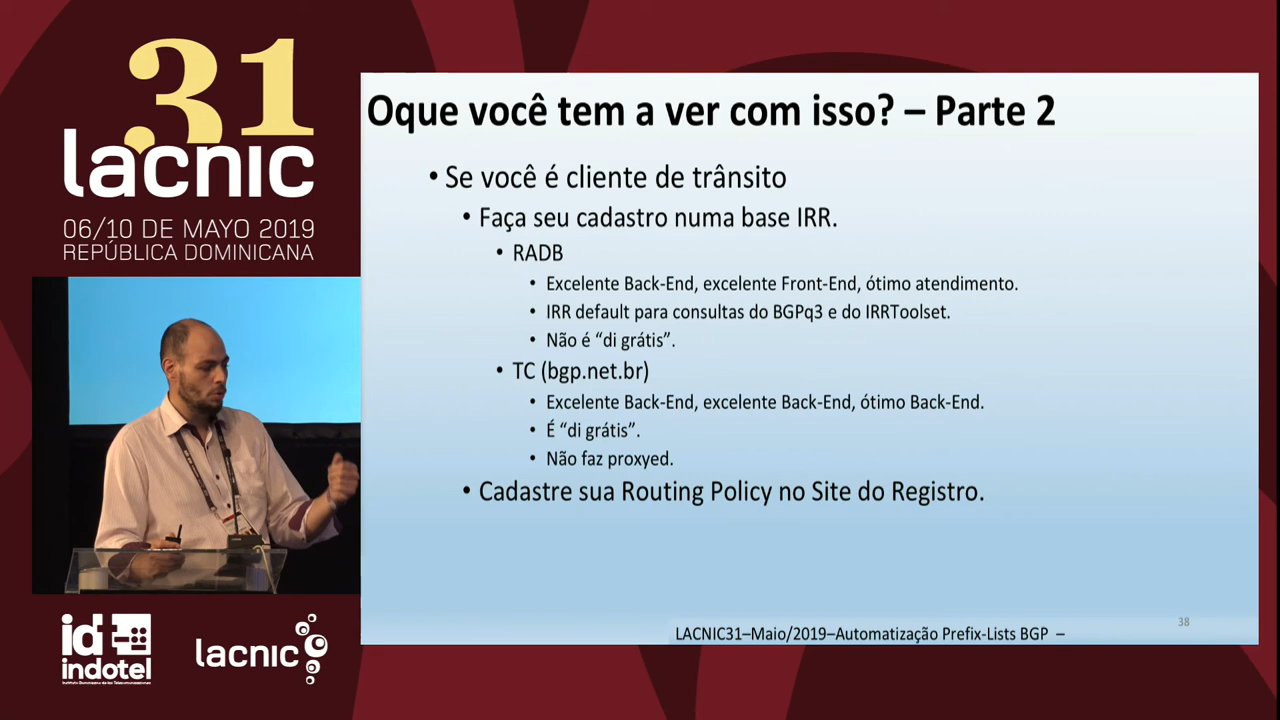 31
lacnic
06/10 DE MAYO 2019
REPÚBLICA DOMINICANA
Oque você tem a ver com isso? – Parte 2
• Se você é cliente de trânsito
• Faça seu cadastro numa base IRR.
• RADB
• Excelente Back-End, excelente Front-End, ótimo atendimento.
• IRR default para consultas do BGPq3 e do IRRToolset.
• Não é “di grátis”.
• TC (bgp.net.br)
• Excelente Back-End, excelente Back-End, ótimo Back-End.
• É “di grátis”.
• Não faz proxyed.
• Cadastre sua Routing Policy no Site do Registro.
38
LACNIC31–Maio/2019–Automatização Prefix-Lists BGP –
id
indotel
lacnic